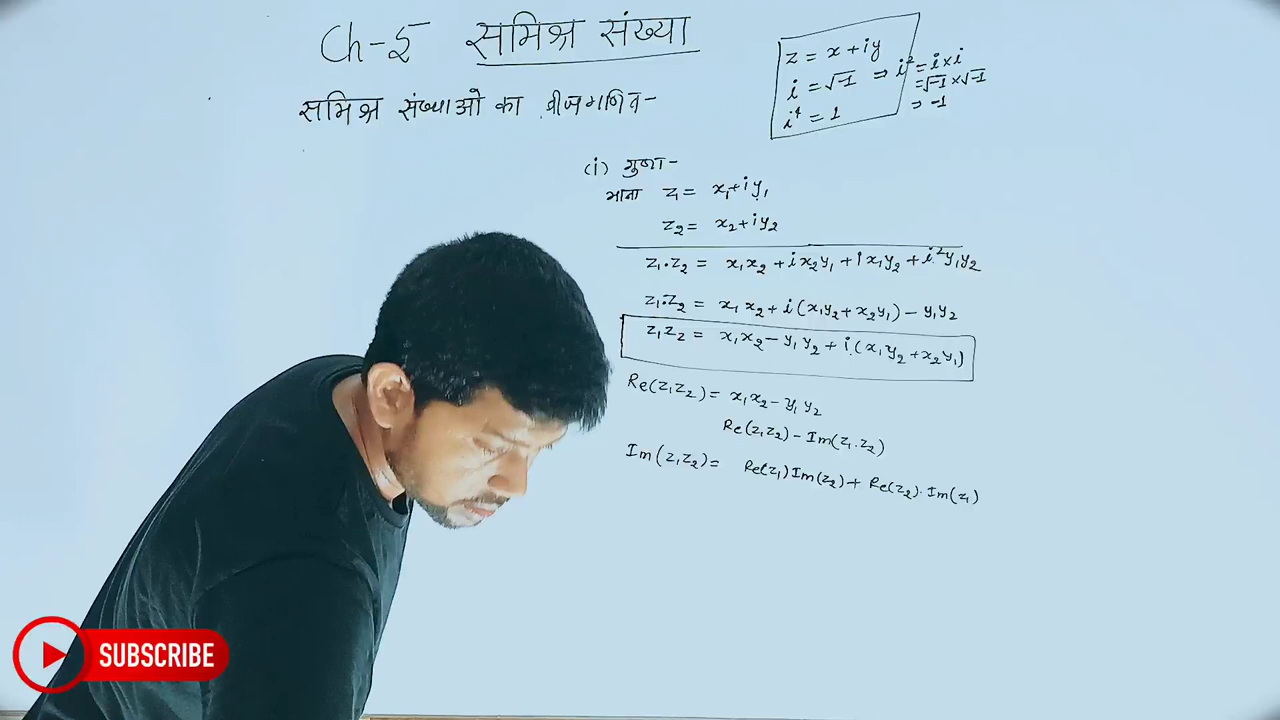 Ch-5 समिश्र संख्या
z = x + iy
i = √-1 ⇒ i² = i × i
= √-1 × √-1
i⁴ = 1 ⇒ -1
समिश्र संख्याओ का बीजगणित-
(i) गुणा-
माना z₁ = x₁+iy₁
z₂ = x₂+iy₂
z₁.z₂ = x₁x₂ + ix₂y₁ + ix₁y₂ + i²y₁y₂
z₁.z₂ = x₁x₂ + i(x₁y₂+x₂y₁) - y₁y₂
z₁z₂ = x₁x₂ - y₁y₂ + i.(x₁y₂+x₂y₁)
Re(z₁z₂) = x₁x₂ - y₁y₂
Re(z₁z₂) - Im(z₁.z₂)
Im(z₁z₂) = Re(z₁)Im(z₂) + Re(z₂).Im(z₁)
SUBSCRIBE